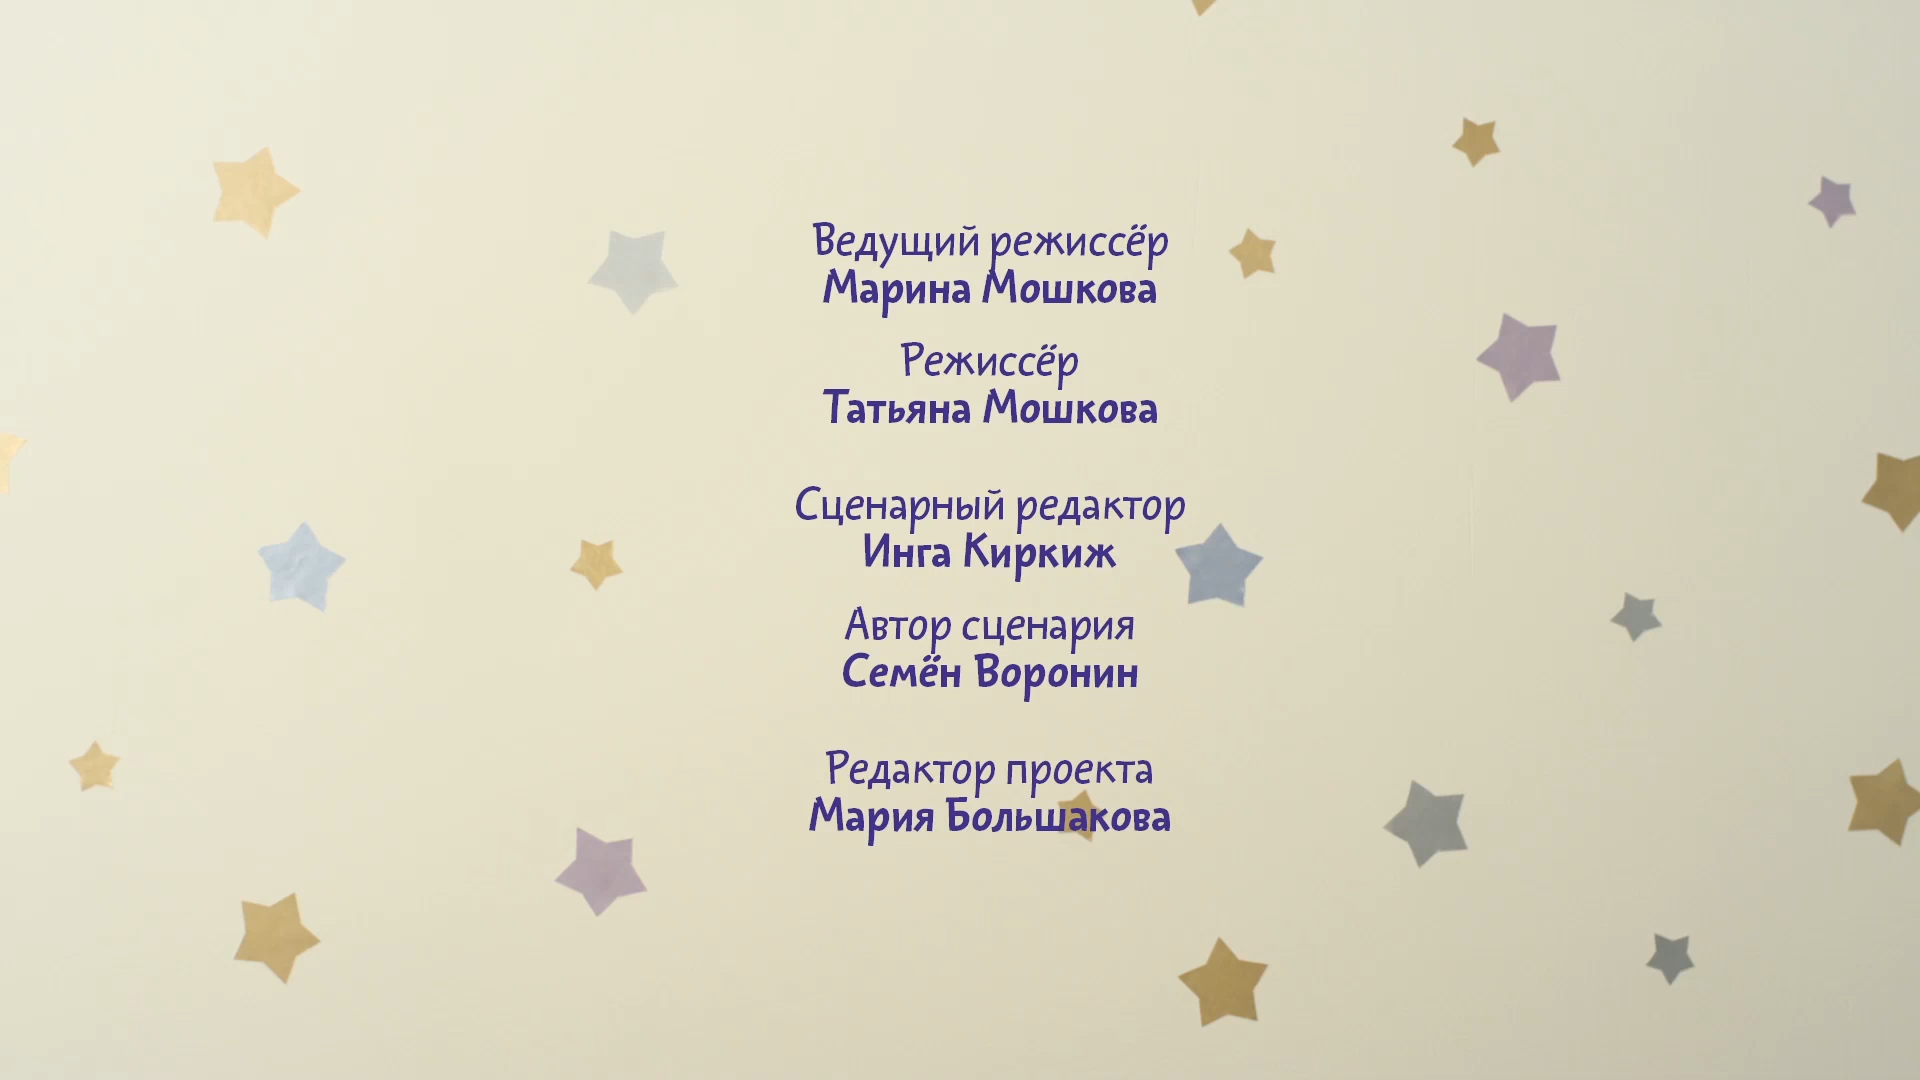 Ведущий режиссёр
Марина Мошкова
Режиссёр
Татьяна Мошкова
Сценарный редактор
Инга Киркиж
Автор сценария
Семён Воронин
Редактор проекта
Мария Большакова